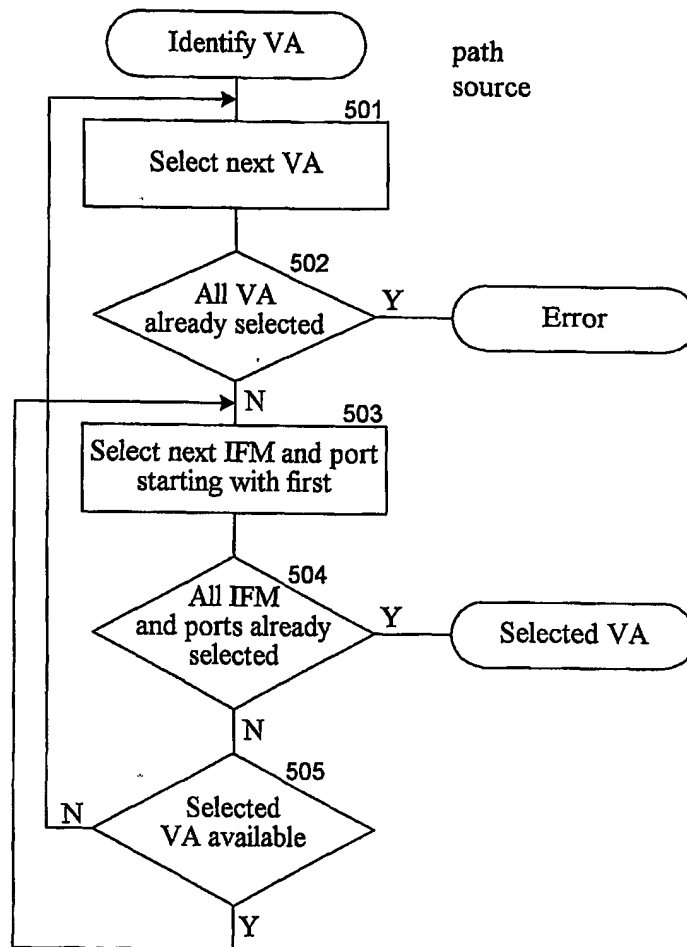 Identify VA
path
source
501
Select next VA
502
All VA
already selected
Y
Error
N
503
Select next IFM and port
starting with first
504
All IFM
and ports already
selected
Y
Selected VA
N
505
N
Selected
VA available
Y